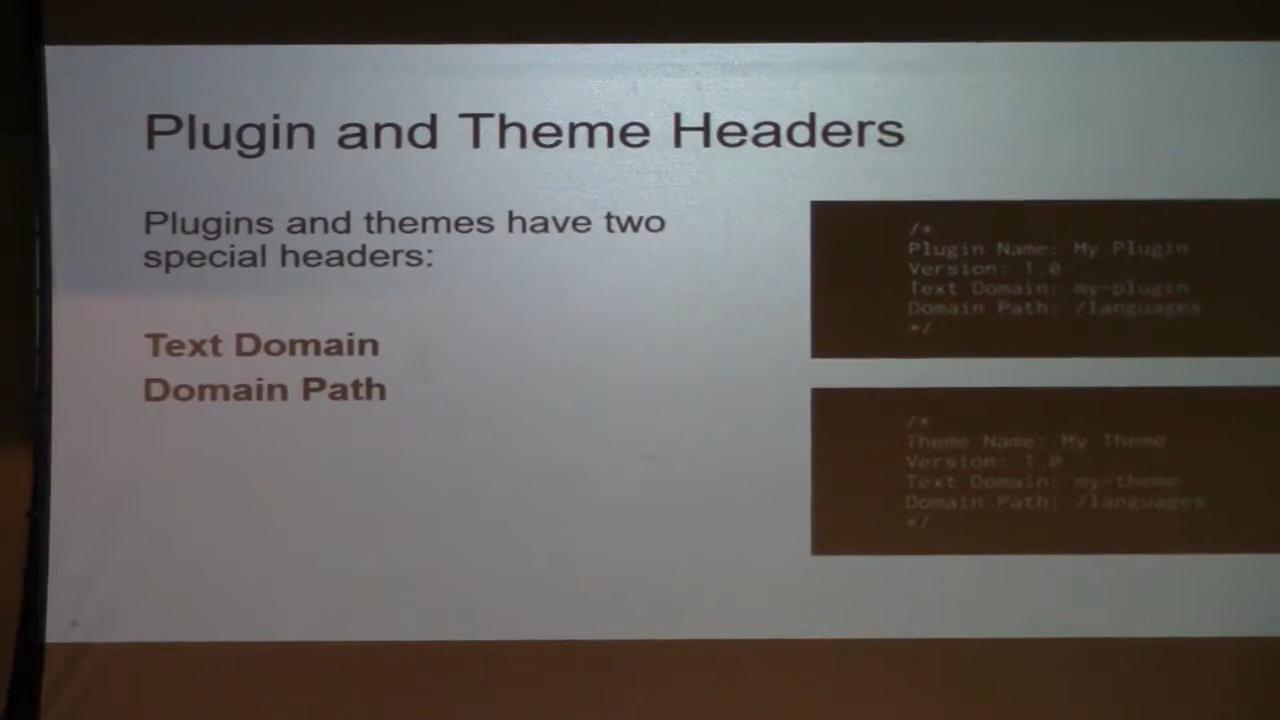 Plugin and Theme Headers
Plugins and themes have two
special headers:
Text Domain
Domain Path
/*
Plugin Name: My Plugin
Version: 1.0
Text Domain: my-plugin
Domain Path: /languages
*/
/*
Theme Name: My Theme
Version: 1.0
Text Domain: my-theme
Domain Path: /languages
*/